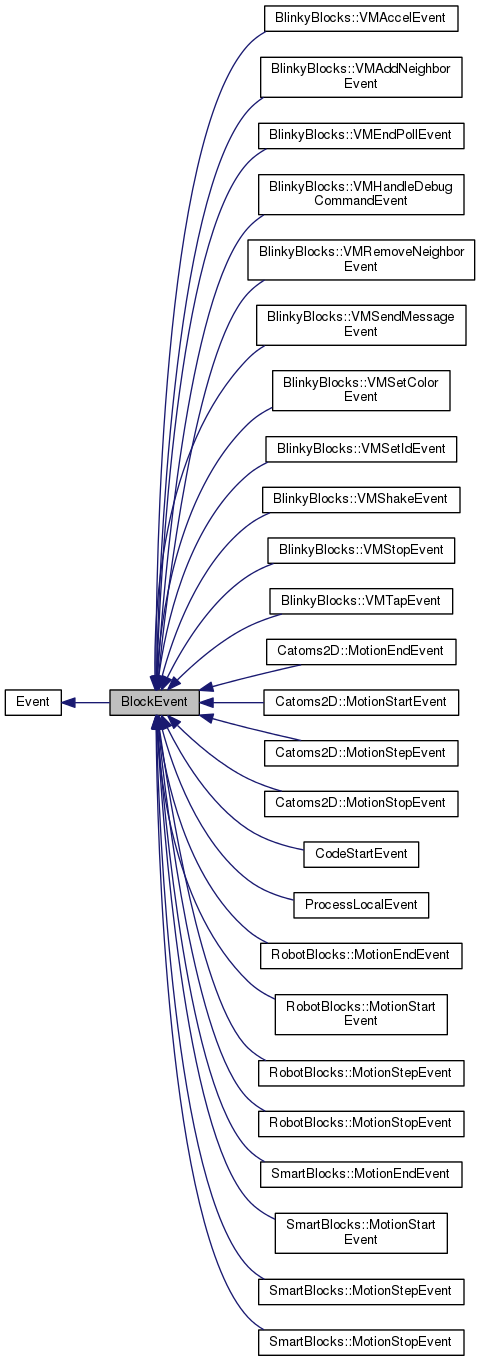 BlinkyBlocks::VMAccelEvent
BlinkyBlocks::VMAddNeighbor
Event
BlinkyBlocks::VMEndPollEvent
BlinkyBlocks::VMHandleDebug
CommandEvent
BlinkyBlocks::VMRemoveNeighbor
Event
BlinkyBlocks::VMSendMessage
Event
BlinkyBlocks::VMSetColor
Event
BlinkyBlocks::VMSetIdEvent
BlinkyBlocks::VMShakeEvent
BlinkyBlocks::VMStopEvent
BlinkyBlocks::VMTapEvent
Catoms2D::MotionEndEvent
Event
BlockEvent
Catoms2D::MotionStartEvent
Catoms2D::MotionStepEvent
Catoms2D::MotionStopEvent
CodeStartEvent
ProcessLocalEvent
RobotBlocks::MotionEndEvent
RobotBlocks::MotionStart
Event
RobotBlocks::MotionStepEvent
RobotBlocks::MotionStopEvent
SmartBlocks::MotionEndEvent
SmartBlocks::MotionStart
Event
SmartBlocks::MotionStepEvent
SmartBlocks::MotionStopEvent